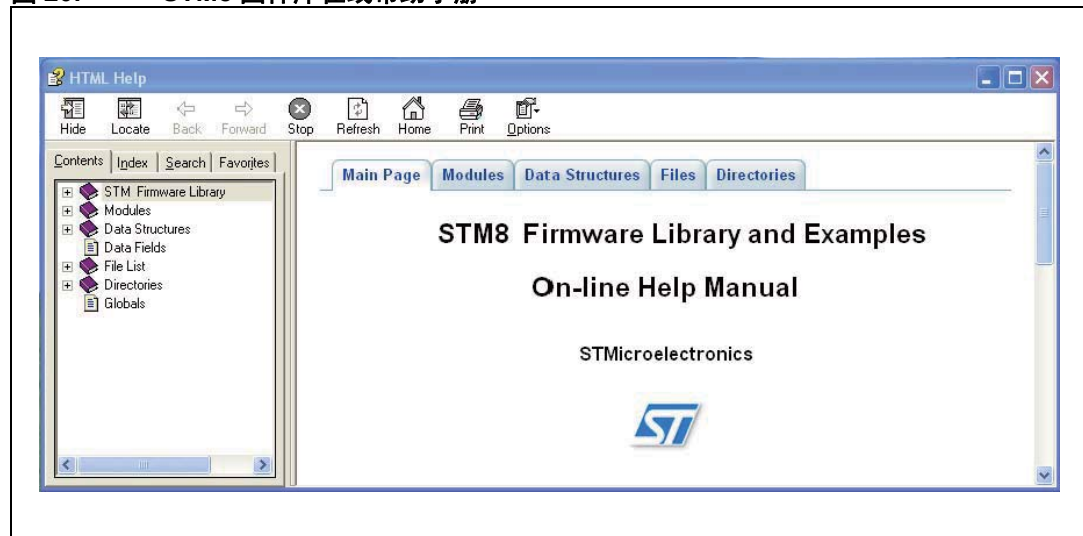 HTML Help
Hide Locate Back Forward Stop Refresh Home Print Options
Contents Index Search Favorites
STM Firmware Library
Modules
Data Structures
Data Fields
File List
Directories
Globals
Main Page Modules Data Structures Files Directories
STM8 Firmware Library and Examples
On-line Help Manual
STMicroelectronics
ST